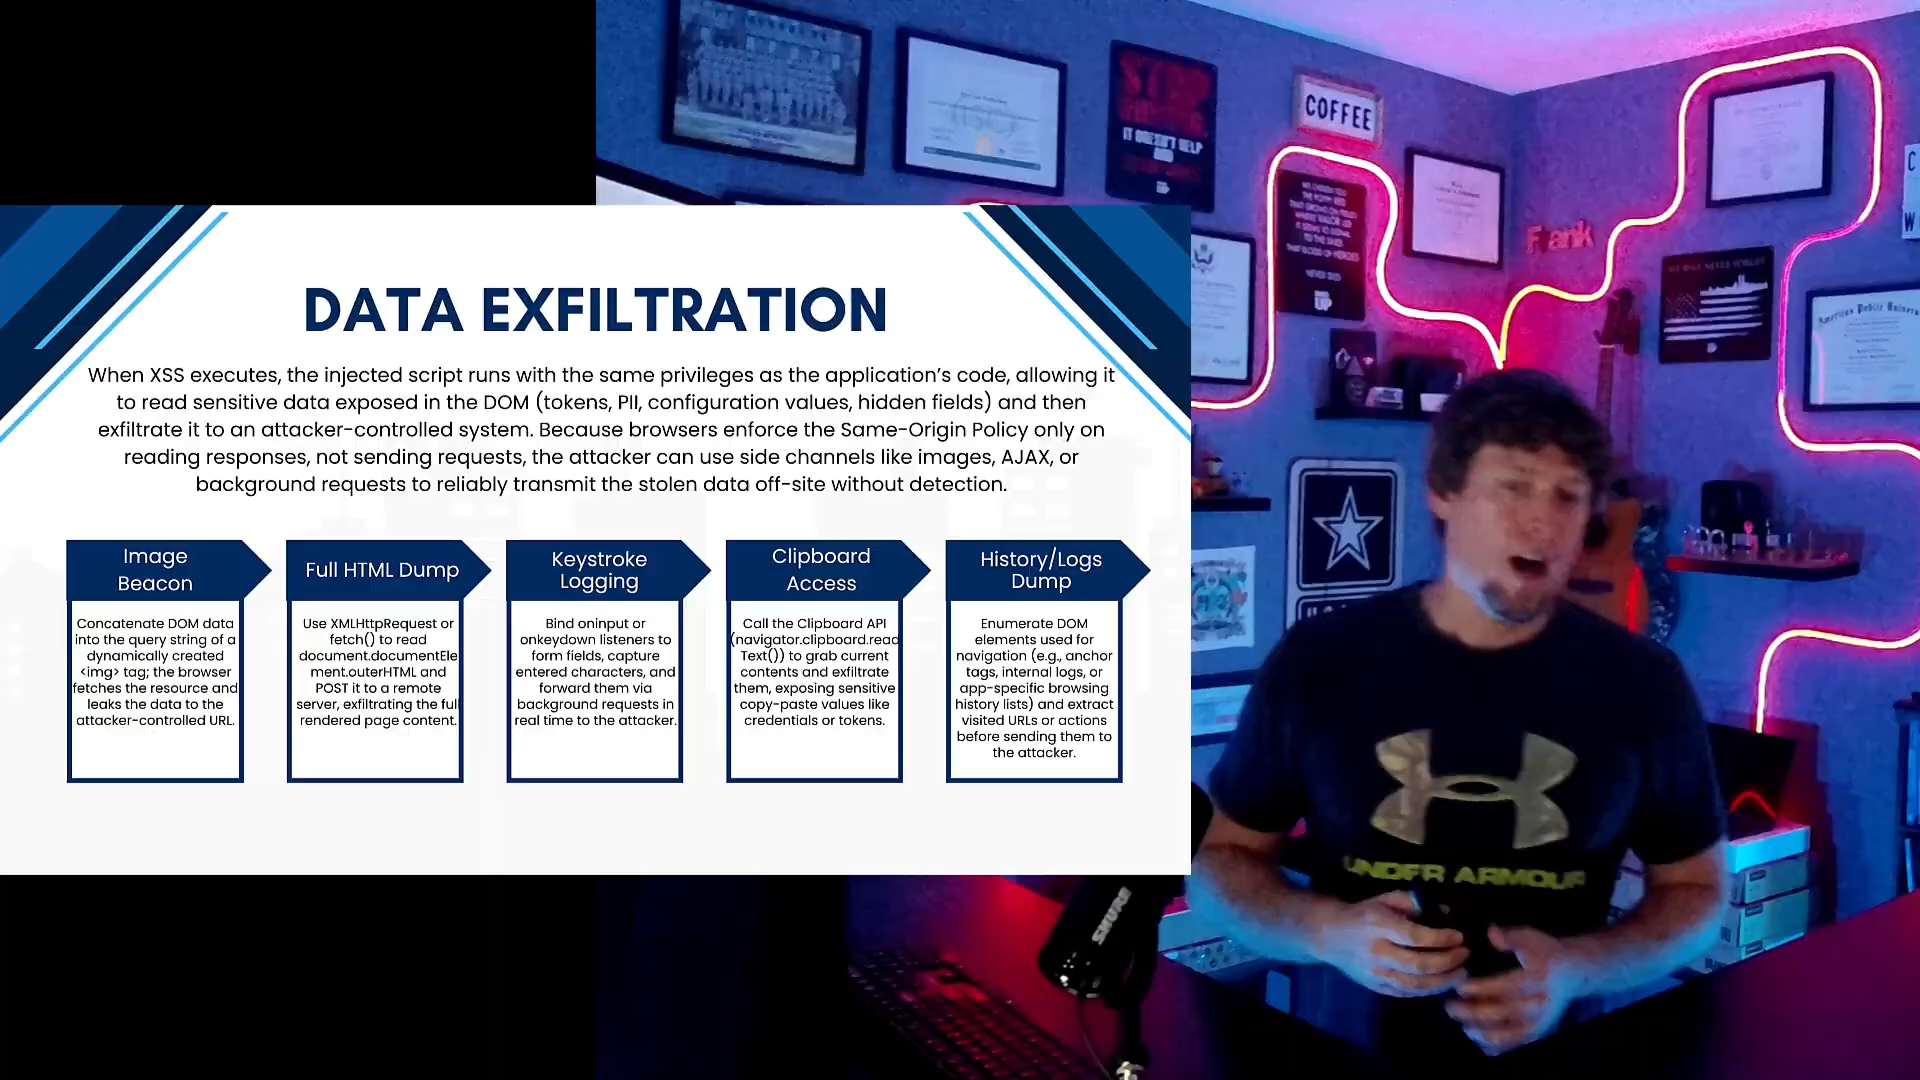 DATA EXFILTRATION
When XSS executes, the injected script runs with the same privileges as the application's code, allowing it
to read sensitive data exposed in the DOM (tokens, PII, configuration values, hidden fields) and then
exfiltrate it to an attacker-controlled system. Because browsers enforce the Same-Origin Policy only on
reading responses, not sending requests, the attacker can use side channels like images, AJAX, or
background requests to reliably transmit the stolen data off-site without detection.
Image
Beacon
Concatenate DOM data
into the query string of a
dynamically created
<img> tag; the browser
fetches the resource and
leaks the data to the
attacker-controlled URL.
Full HTML Dump
Use XMLHttpRequest or
fetch() to read
document.documentEle
ment.outerHTML and
POST it to a remote
server, exfiltrating the full
rendered page content.
Keystroke
Logging
Bind oninput or
onkeydown listeners to
form fields, capture
entered characters, and
forward them via
background requests in
real time to the attacker.
Clipboard
Access
Call the Clipboard API
(navigator.clipboard.read
Text()) to grab current
contents and exfiltrate
them, exposing sensitive
copy-paste values like
credentials or tokens.
History/Logs
Dump
Enumerate DOM
elements used for
navigation (e.g., anchor
tags, internal logs, or
app-specific browsing
history lists) and extract
visited URLs or actions
before sending them to
the attacker.
COFFEE
STOP
IT DOESN'T HELP
AND
NEVER DIES
UNDER ARMOUR
SHURE